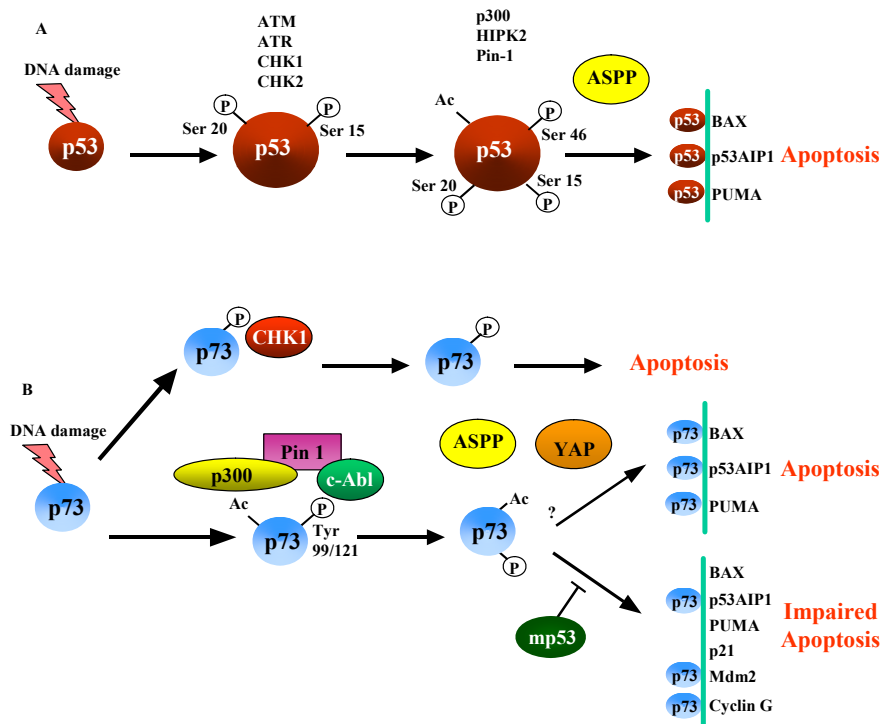 A
DNA damage
p53
ATM
ATR
CHK1
CHK2
P
P
Ser 20
Ser 15
p53
p300
HIPK2
Pin-1
Ac
P
Ser 46
p53
Ser 20
Ser 15
P
P
ASPP
p53 BAX
p53 p53AIP1
p53 PUMA
Apoptosis
B
DNA damage
p73
P
p73
CHK1
P
p73
Apoptosis
Pin 1
p300
c-Abl
Ac
P
p73
Tyr
99/121
ASPP
YAP
Ac
p73
P
?
mp53
p73 BAX
p73 p53AIP1
p73 PUMA
Apoptosis
BAX
p73 p53AIP1
PUMA
p21
p73 Mdm2
p73 Cyclin G
Impaired
Apoptosis